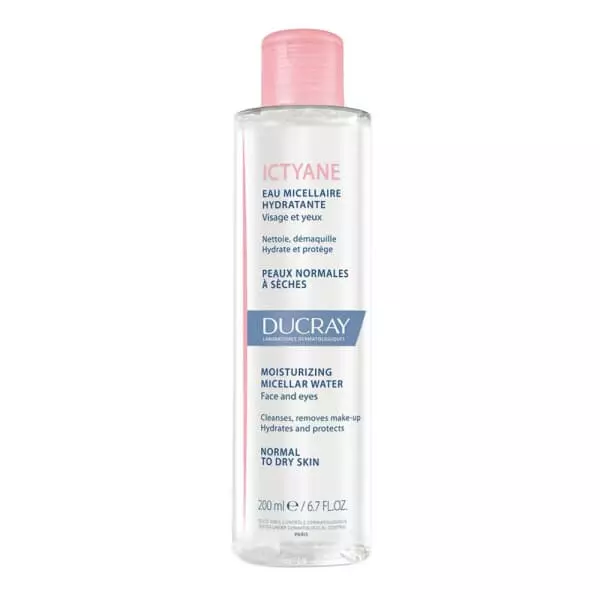 ICTYANE
EAU MICELLAIRE
HYDRATANTE
Visage et yeux
Nettoie, démaquille
Hydrate et protège
PEAUX NORMALES
À SÈCHES
DUCRAY
LABORATOIRES DERMATOLOGIQUES
MOISTURIZING
MICELLAR WATER
Face and eyes
Cleanses, removes make-up
Hydrates and protects
NORMAL
TO DRY SKIN
200 ml e / 6.7 FL.OZ.
PARIS